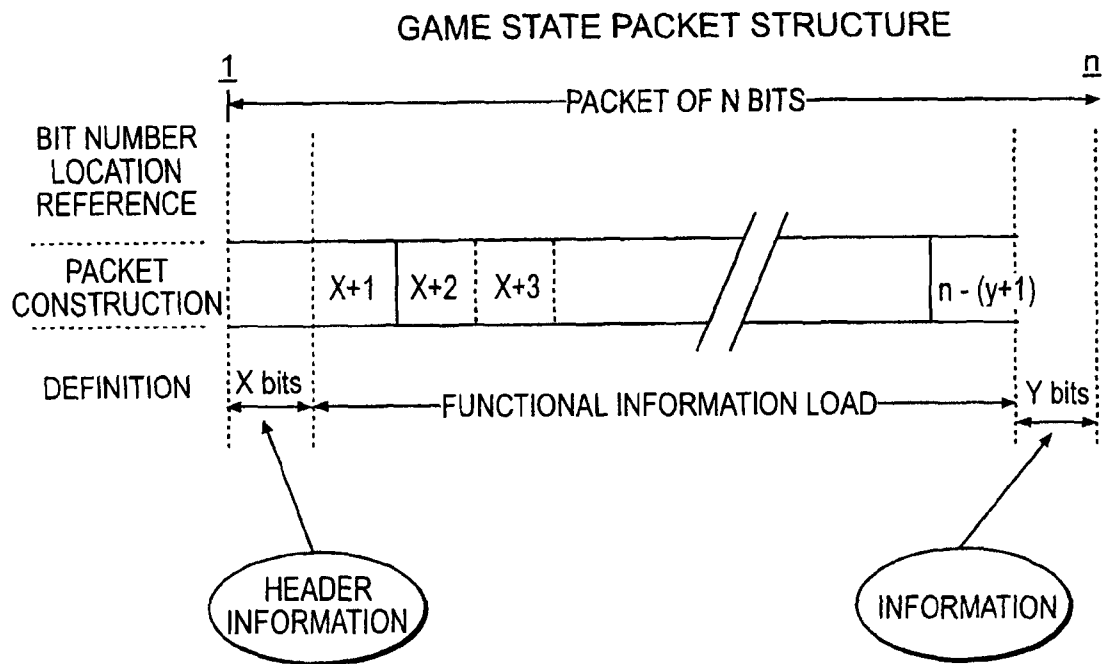 GAME STATE PACKET STRUCTURE
1
n
PACKET OF N BITS
BIT NUMBER
LOCATION
REFERENCE
PACKET
CONSTRUCTION
X+1
X+2
X+3
n - (y+1)
DEFINITION
X bits
FUNCTIONAL INFORMATION LOAD
Y bits
HEADER
INFORMATION
INFORMATION